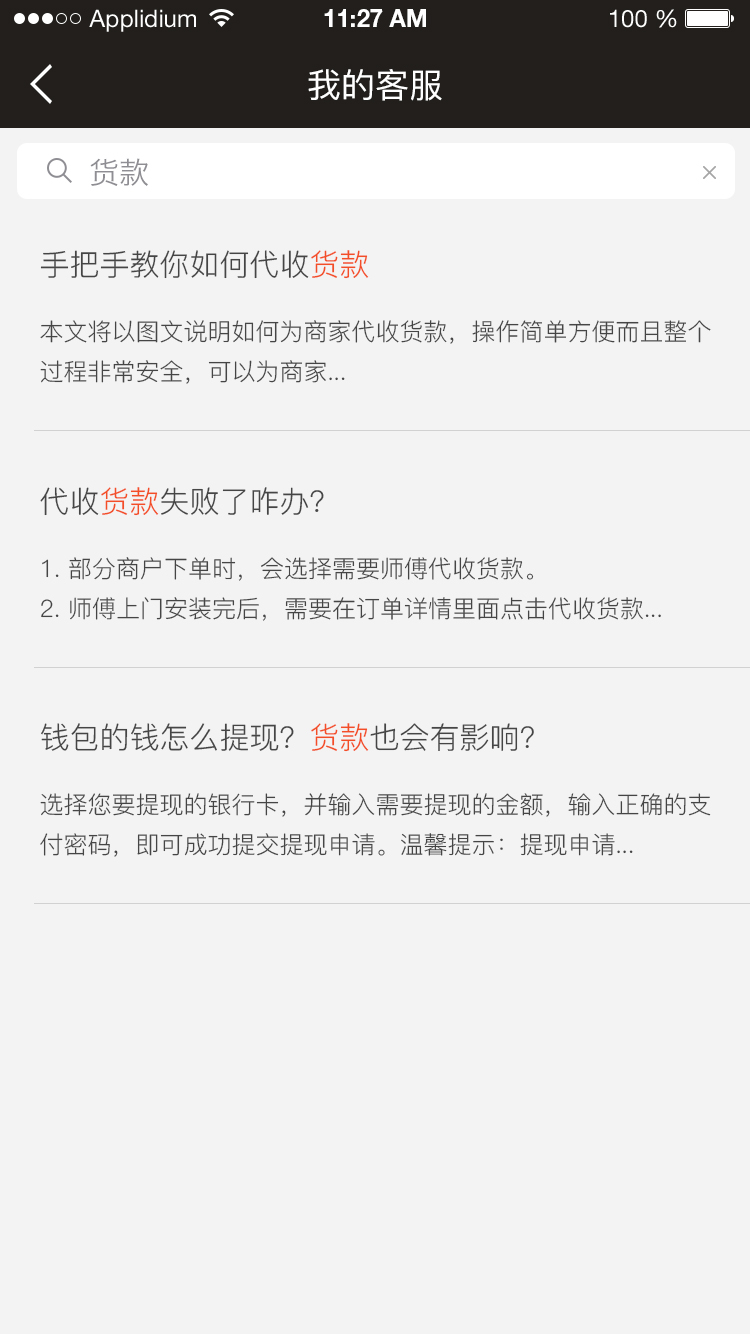 Applidium 11:27 AM 100 %
我的客服
货款
手把手教你如何代收货款
本文将以图文说明如何为商家代收货款，操作简单方便而且整个
过程非常安全，可以为商家...
代收货款失败了咋办？
1. 部分商户下单时，会选择需要师傅代收货款。
2. 师傅上门安装完后，需要在订单详情里面点击代收货款...
钱包的钱怎么提现？货款也会有影响？
选择您要提现的银行卡，并输入需要提现的金额，输入正确的支
付密码，即可成功提交提现申请。温馨提示：提现申请...